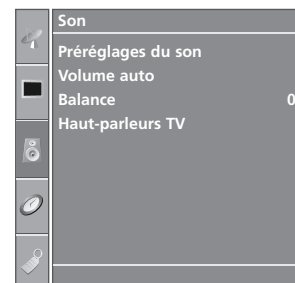 Son
Préréglages du son
Volume auto
Balance 0
Haut-parleurs TV